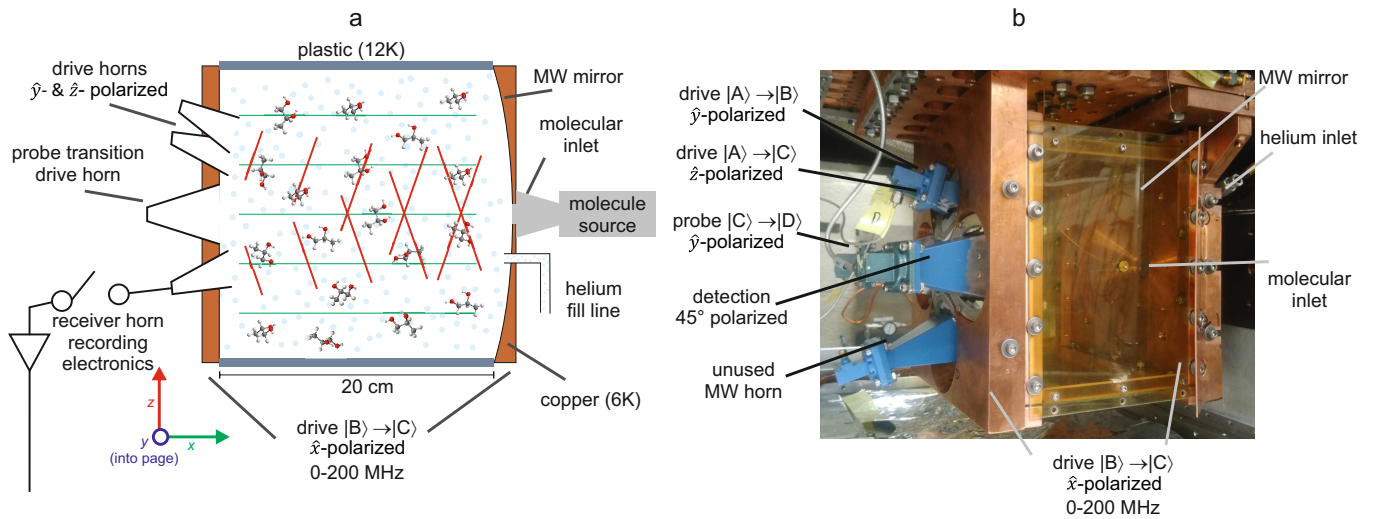 a
plastic (12K)
drive horns
ŷ- & ẑ- polarized
probe transition
drive horn
MW mirror
molecular
inlet
molecule
source
helium
fill line
receiver horn
recording
electronics
20 cm
copper (6K)
z
y
x
(into page)
drive |B⟩ →|C⟩
x̂-polarized
0-200 MHz
b
drive |A⟩ →|B⟩
ŷ-polarized
drive |A⟩ →|C⟩
ẑ-polarized
probe |C⟩ →|D⟩
ŷ-polarized
detection
45° polarized
unused
MW horn
MW mirror
helium inlet
molecular
inlet
drive |B⟩ →|C⟩
x̂-polarized
0-200 MHz